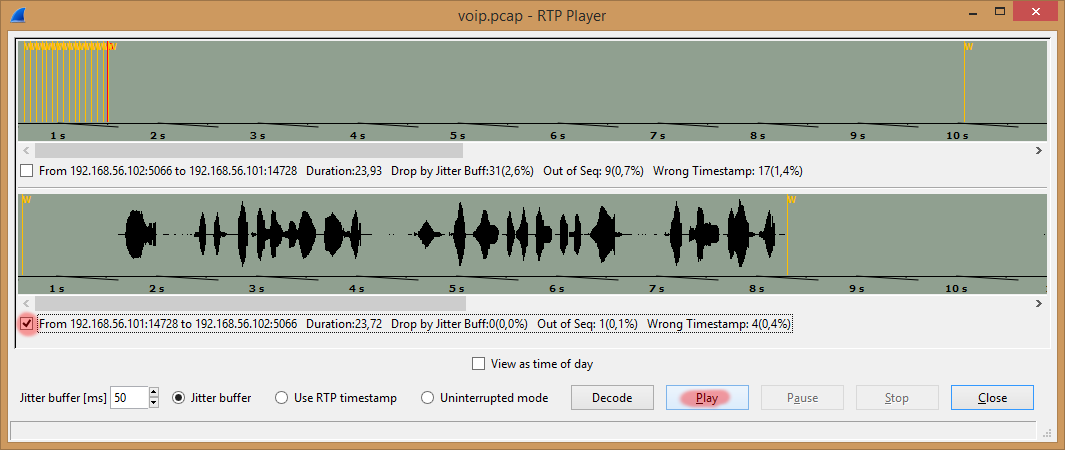 voip.pcap - RTP Player
W W W W W W W W W W W W W W W W W
1 s 2 s 3 s 4 s 5 s 6 s 7 s 8 s 9 s 10 s
From 192.168.56.102:5066 to 192.168.56.101:14728 Duration:23,93 Drop by Jitter Buff:31(2,6%) Out of Seq: 9(0,7%) Wrong Timestamp: 17(1,4%)
W W
1 s 2 s 3 s 4 s 5 s 6 s 7 s 8 s 9 s 10 s
From 192.168.56.101:14728 to 192.168.56.102:5066 Duration:23,72 Drop by Jitter Buff:0(0,0%) Out of Seq: 1(0,1%) Wrong Timestamp: 4(0,4%)
View as time of day
Jitter buffer [ms] 50 Jitter buffer Use RTP timestamp Uninterrupted mode Decode Play Pause Stop Close